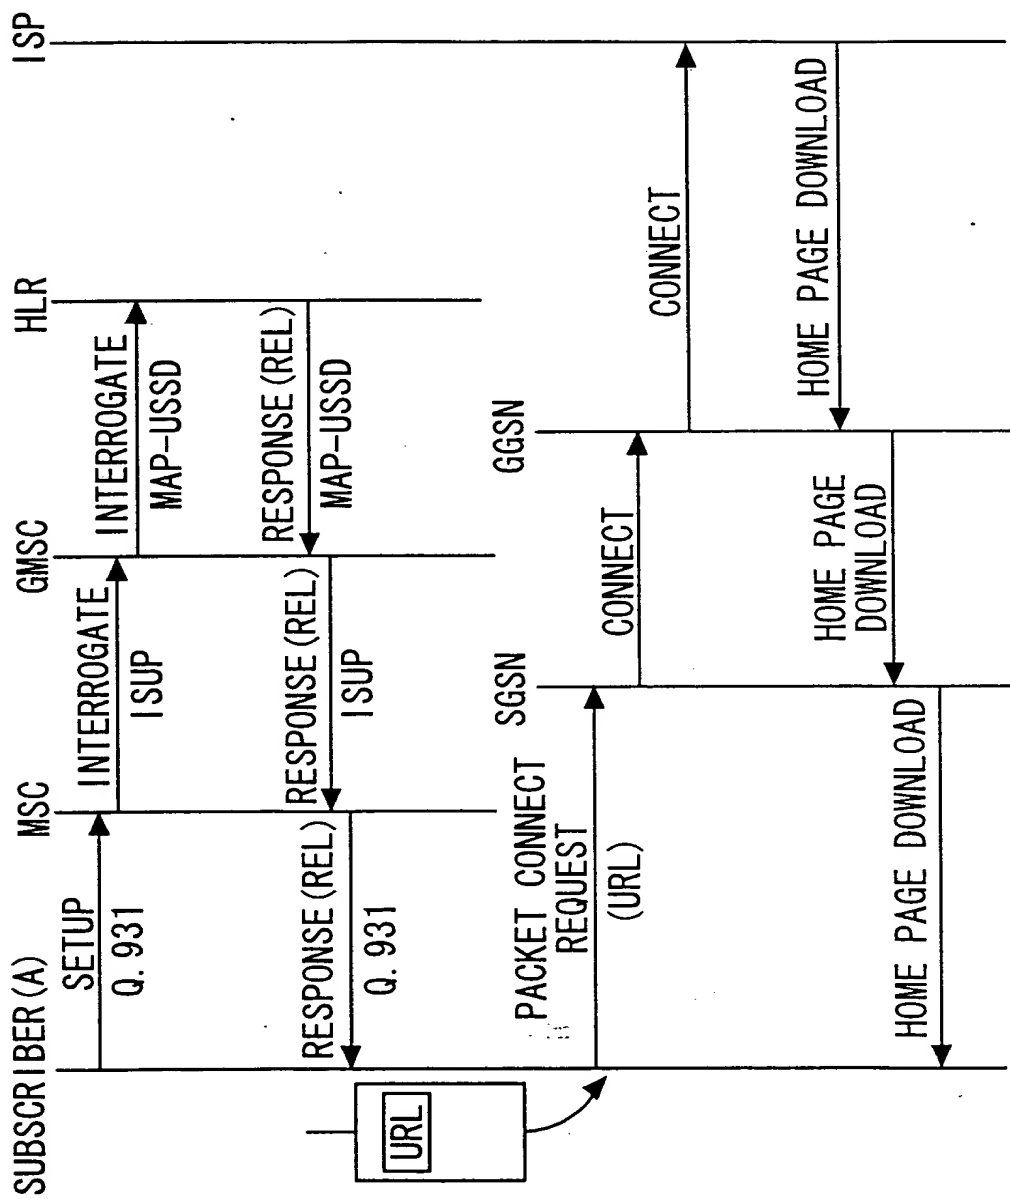 SUBSCRIBER(A)
MSC
GMSC
HLR
ISP
SETUP
Q.931
INTERROGATE
ISUP
INTERROGATE
MAP-USSD
RESPONSE(REL)
Q.931
RESPONSE(REL)
ISUP
RESPONSE(REL)
MAP-USSD
URL
SGSN
GGSN
PACKET CONNECT
REQUEST
(URL)
CONNECT
CONNECT
HOME PAGE DOWNLOAD
HOME PAGE
DOWNLOAD
HOME PAGE DOWNLOAD